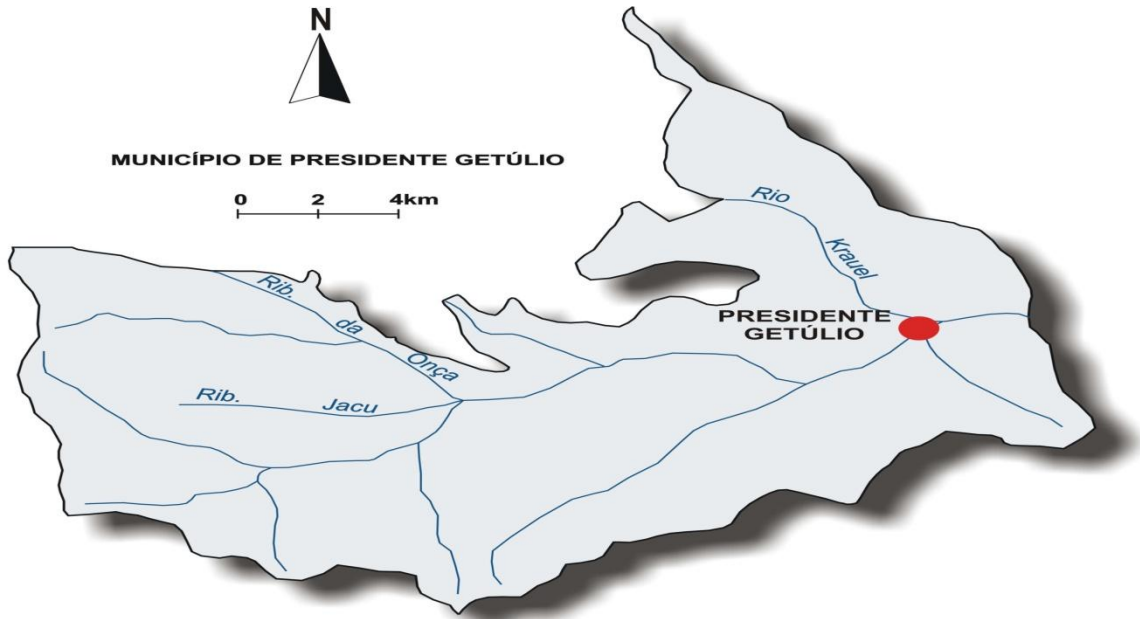 N
MUNICÍPIO DE PRESIDENTE GETÚLIO
0 2 4km
Rio
Krauel
PRESIDENTE
GETÚLIO
Rib. da Onça
Rib. Jacu